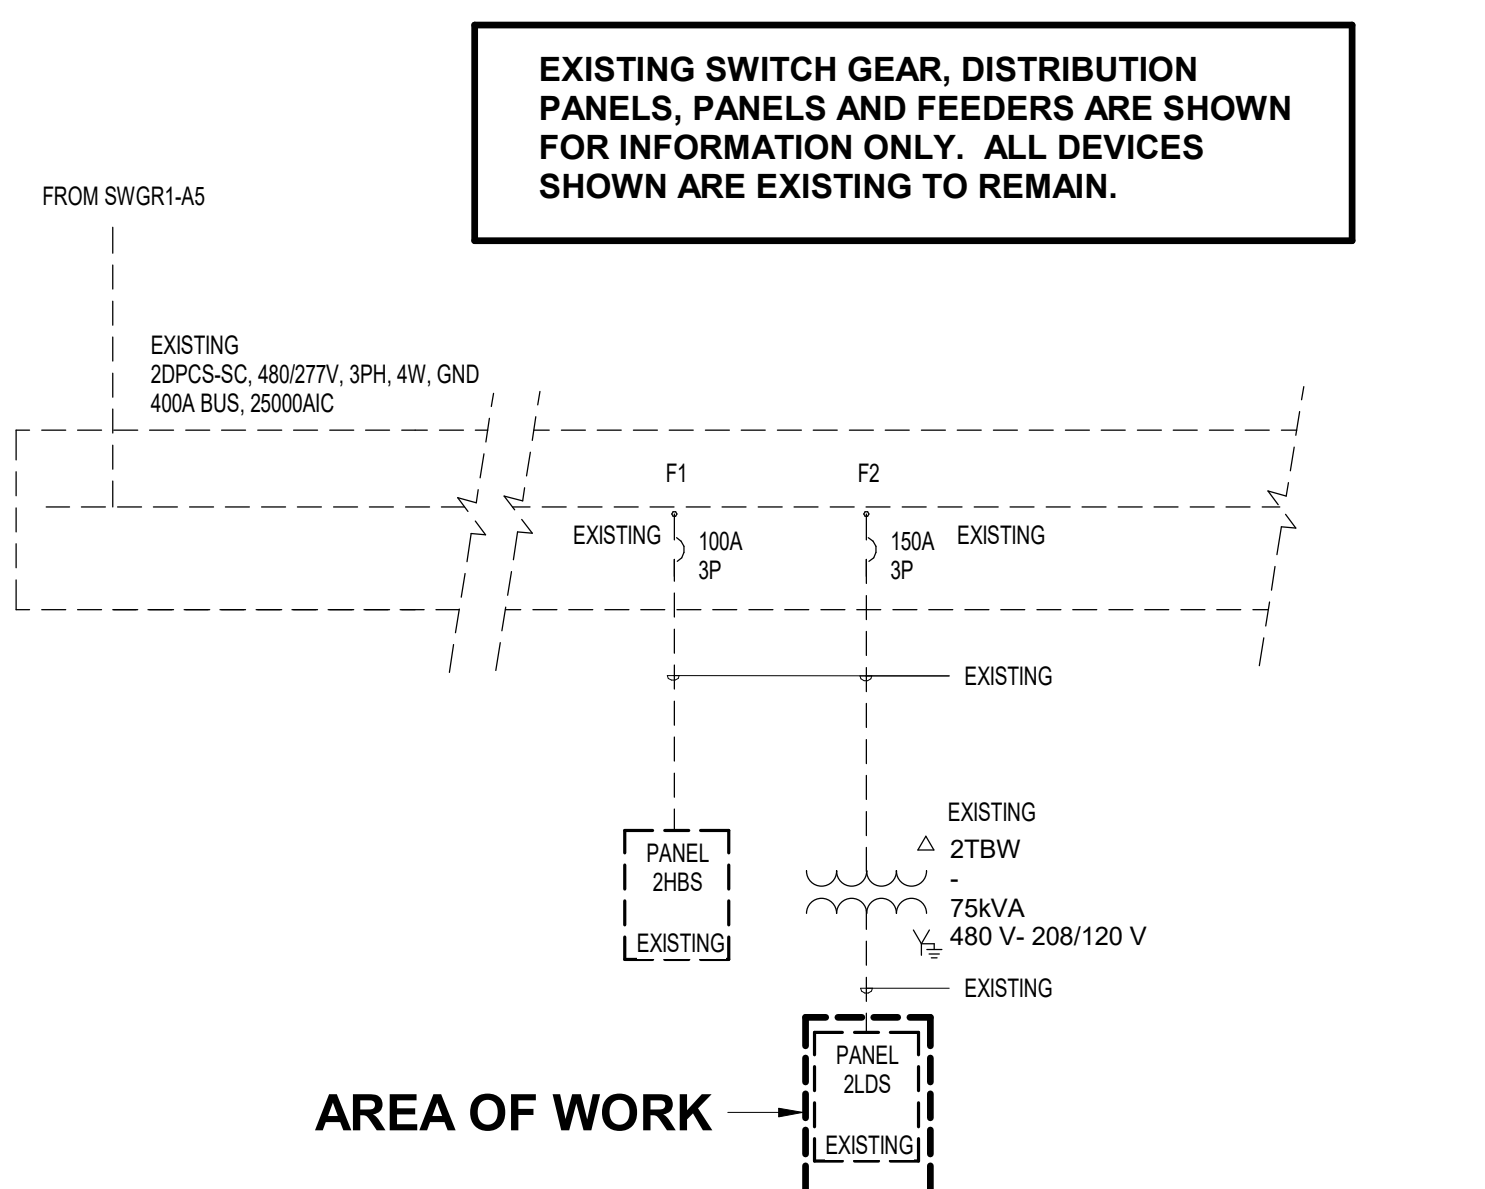 EXISTING SWITCH GEAR, DISTRIBUTION
PANELS, PANELS AND FEEDERS ARE SHOWN
FOR INFORMATION ONLY.  ALL DEVICES
SHOWN ARE EXISTING TO REMAIN.
FROM SWGR1-A5
EXISTING
2DPCS-SC, 480/277V, 3PH, 4W, GND
400A BUS, 25000AIC
F1
F2
EXISTING
100A
3P
150A
3P
EXISTING
EXISTING
PANEL
2HBS
EXISTING
EXISTING
2TBW
-
75kVA
480 V- 208/120 V
EXISTING
PANEL
2LDS
EXISTING
AREA OF WORK